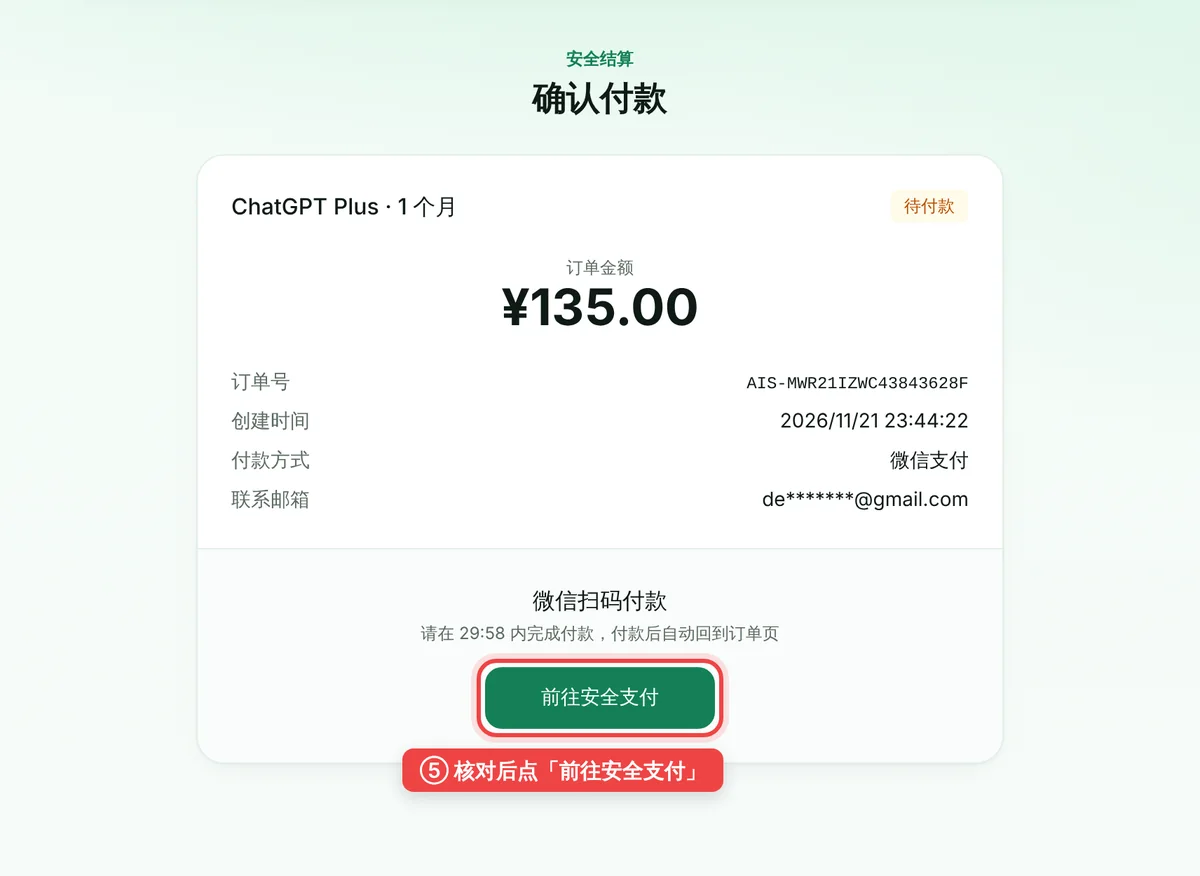 安全结算
确认付款
ChatGPT Plus · 1 个月
待付款
订单金额
¥135.00
订单号 AIS-MWR21IZWC43843628F
创建时间 2026/11/21 23:44:22
付款方式 微信支付
联系邮箱 de*******@gmail.com
微信扫码付款
请在 29:58 内完成付款，付款后自动回到订单页
前往安全支付
⑤ 核对后点「前往安全支付」